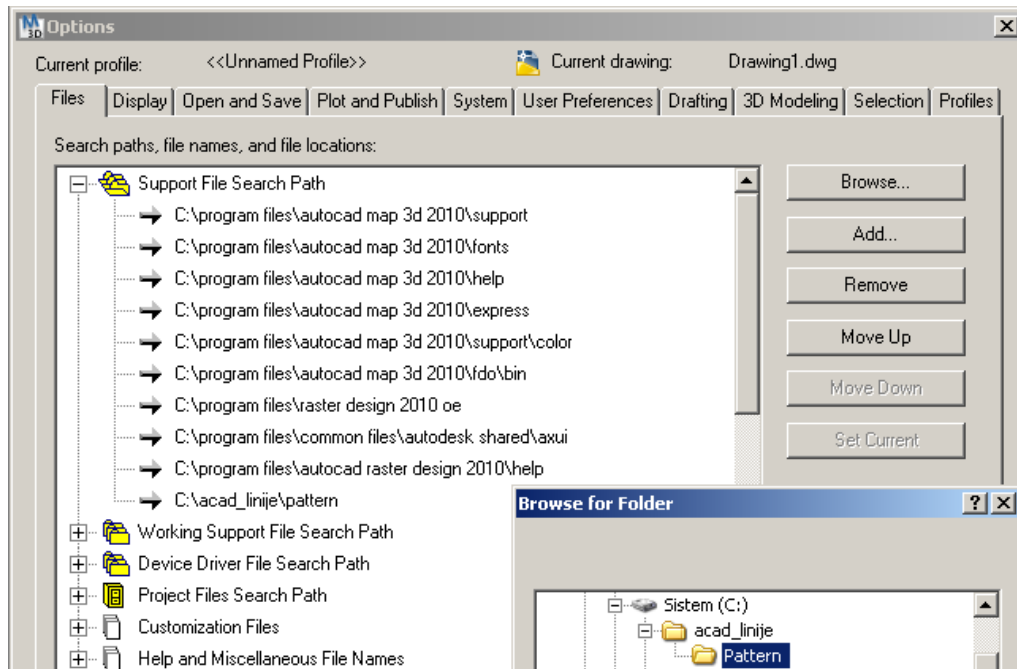 Options
Current profile: <<Unnamed Profile>> Current drawing: Drawing1.dwg
Files Display Open and Save Plot and Publish System User Preferences Drafting 3D Modeling Selection Profiles
Search paths, file names, and file locations:
Support File Search Path
C:\program files\autocad map 3d 2010\support
C:\program files\autocad map 3d 2010\fonts
C:\program files\autocad map 3d 2010\help
C:\program files\autocad map 3d 2010\express
C:\program files\autocad map 3d 2010\support\color
C:\program files\autocad map 3d 2010\fdo\bin
C:\program files\raster design 2010 oe
C:\program files\common files\autodesk shared\axui
C:\program files\autocad raster design 2010\help
C:\acad_linije\pattern
Working Support File Search Path
Device Driver File Search Path
Project Files Search Path
Customization Files
Help and Miscellaneous File Names
Browse...
Add...
Remove
Move Up
Move Down
Set Current
Browse for Folder
Sistem (C:)
acad_linije
Pattern